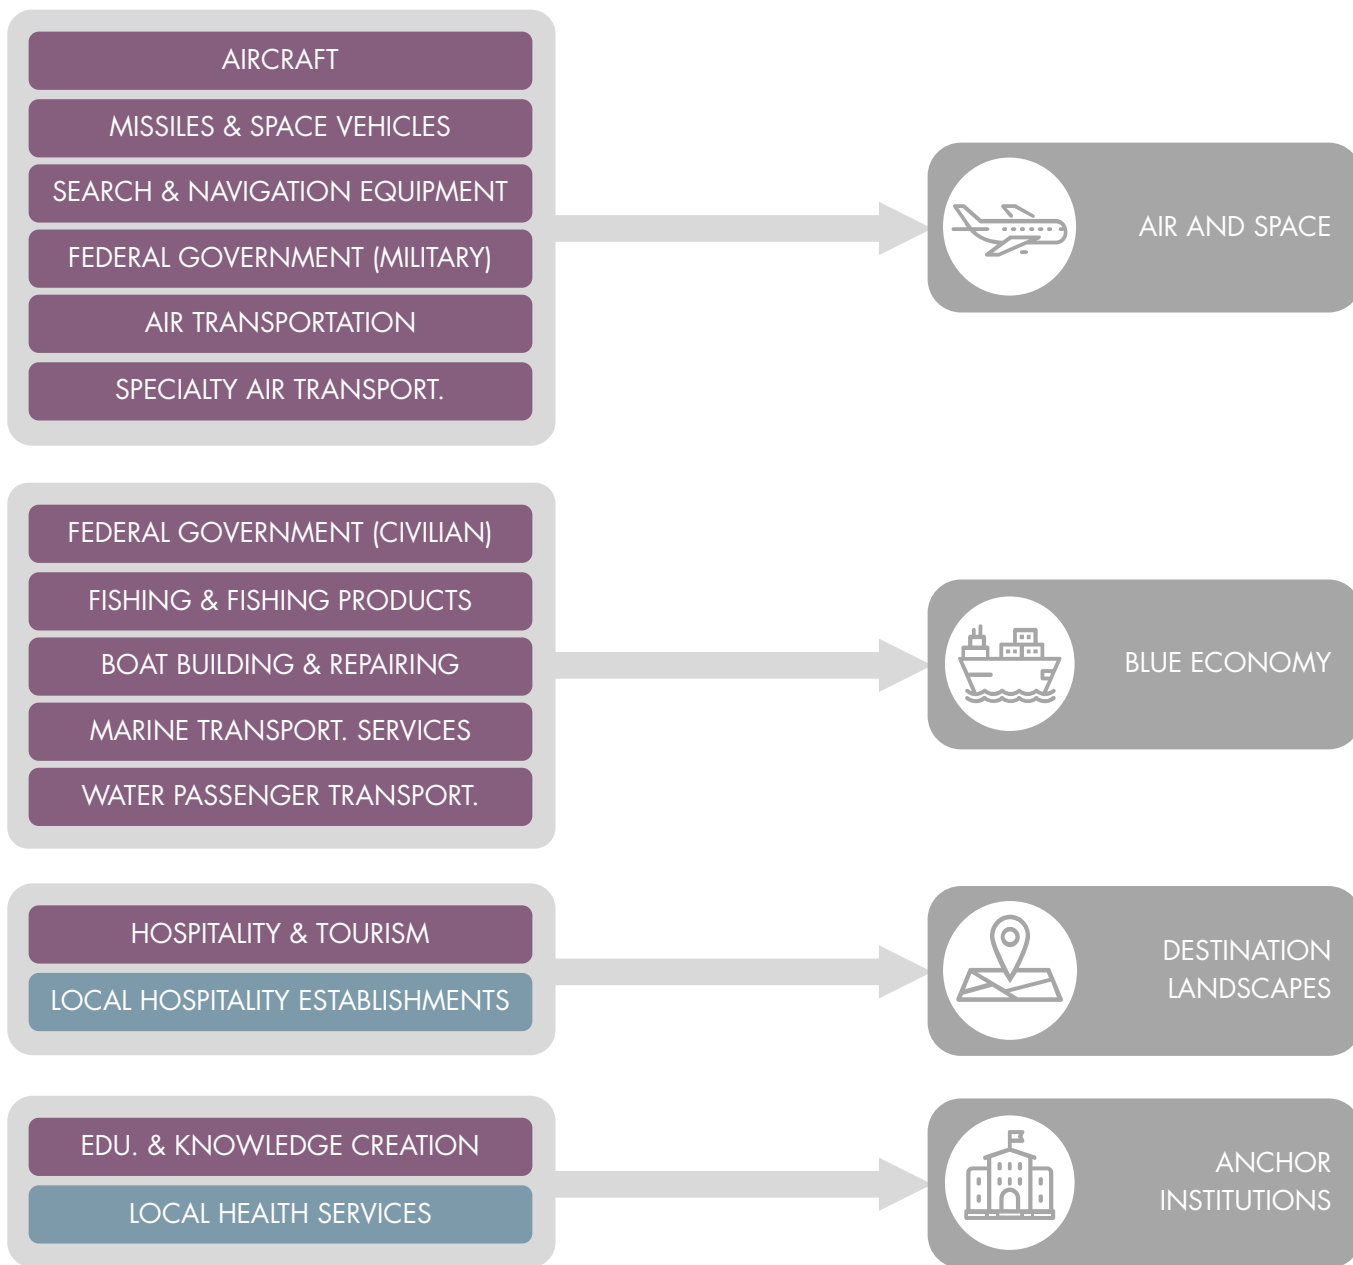 AIRCRAFT
MISSILES & SPACE VEHICLES
SEARCH & NAVIGATION EQUIPMENT
FEDERAL GOVERNMENT (MILITARY)
AIR TRANSPORTATION
SPECIALTY AIR TRANSPORT.
AIR AND SPACE
FEDERAL GOVERNMENT (CIVILIAN)
FISHING & FISHING PRODUCTS
BOAT BUILDING & REPAIRING
MARINE TRANSPORT. SERVICES
WATER PASSENGER TRANSPORT.
BLUE ECONOMY
HOSPITALITY & TOURISM
LOCAL HOSPITALITY ESTABLISHMENTS
DESTINATION
LANDSCAPES
EDU. & KNOWLEDGE CREATION
LOCAL HEALTH SERVICES
ANCHOR
INSTITUTIONS